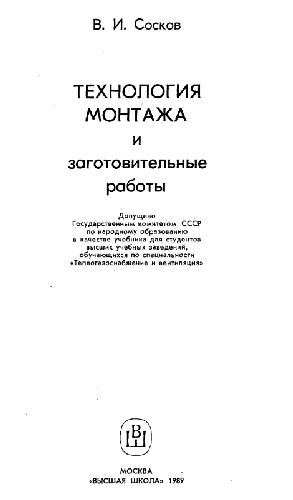 В. И. Сосков
ТЕХНОЛОГИЯ
МОНТАЖА
и
заготовительные
работы
Допущено
Государственным комитетом СССР
по народному образованию
в качестве учебника для студентов
высших учебных заведений,
обучающихся по специальности
«Теплогазоснабжение и вентиляция»
ВШ
МОСКВА
«ВЫСШАЯ ШКОЛА» 1989